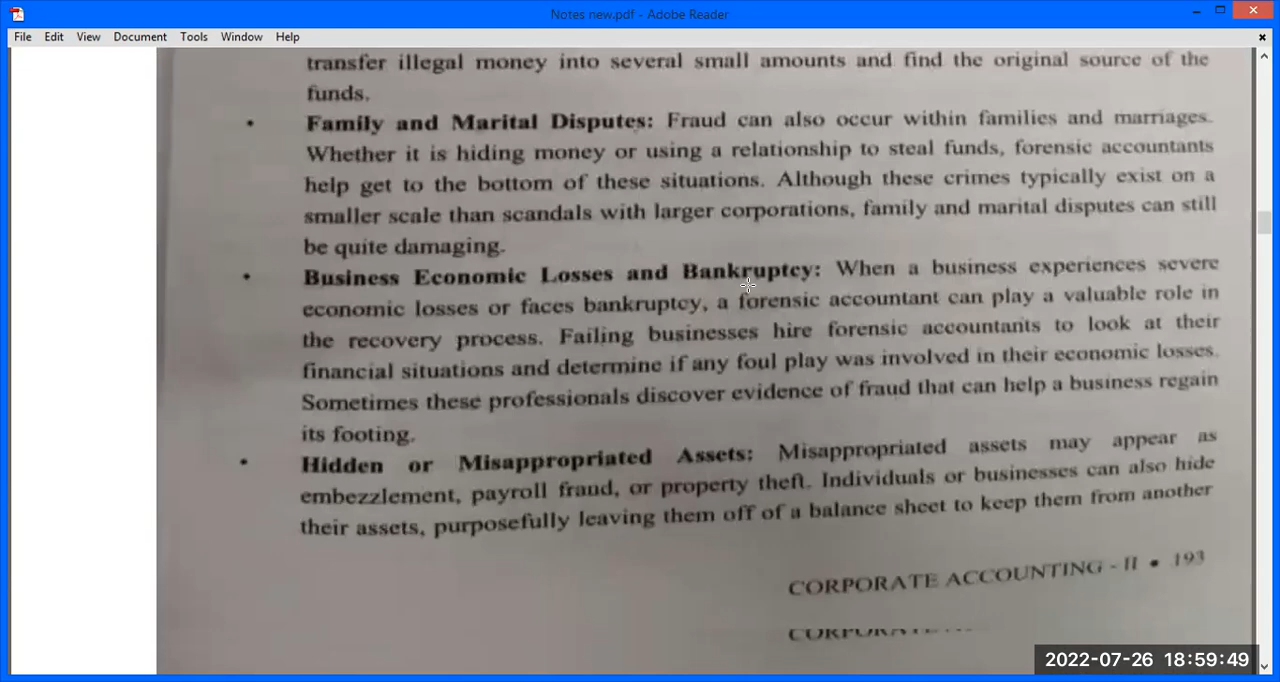 Notes new.pdf - Adobe Reader
File Edit View Document Tools Window Help
transfer illegal money into several small amounts and find the original source of the
funds.
• Family and Marital Disputes: Fraud can also occur within families and marriages.
Whether it is hiding money or using a relationship to steal funds, forensic accountants
help get to the bottom of these situations. Although these crimes typically exist on a
smaller scale than scandals with larger corporations, family and marital disputes can still
be quite damaging.
• Business Economic Losses and Bankruptcy: When a business experiences severe
economic losses or faces bankruptcy, a forensic accountant can play a valuable role in
the recovery process. Failing businesses hire forensic accountants to look at their
financial situations and determine if any foul play was involved in their economic losses.
Sometimes these professionals discover evidence of fraud that can help a business regain
its footing.
• Hidden or Misappropriated Assets: Misappropriated assets may appear as
embezzlement, payroll fraud, or property theft. Individuals or businesses can also hide
their assets, purposefully leaving them off of a balance sheet to keep them from another
CORPORATE ACCOUNTING - II • 193
2022-07-26 18:59:49